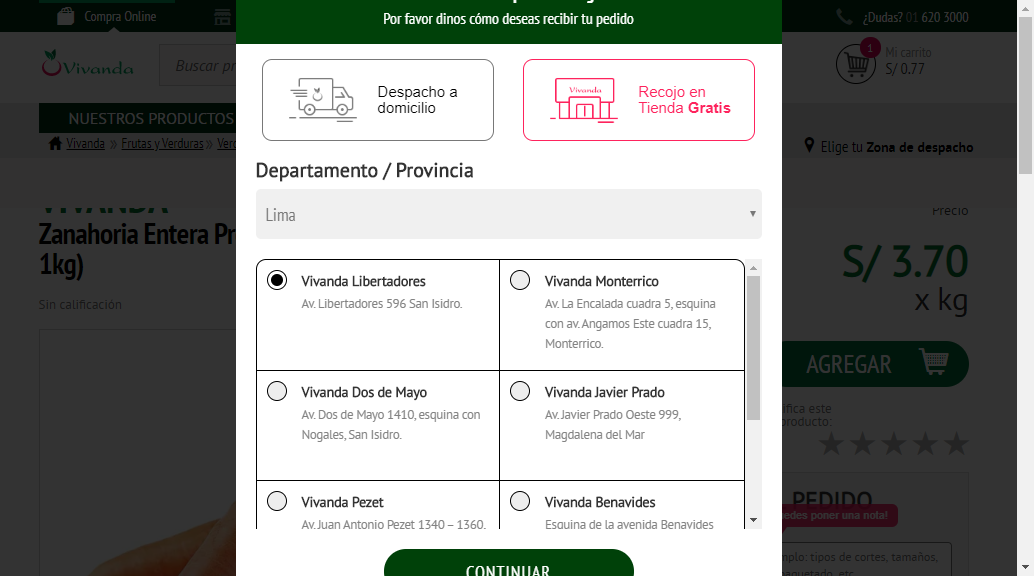 Compra Online
¿Dudas? 01 620 3000
Por favor dinos cómo deseas recibir tu pedido
Vivanda
Buscar pr
1
Mi carrito
S/ 0.77
Despacho a
domicilio
Vivanda
Recojo en
Tienda Gratis
NUESTROS PRODUCTOS
Vivanda » Frutas y Verduras » Verd
Elige tu Zona de despacho
Departamento / Provincia
Lima
VIVANDA
Zanahoria Entera Pr
1kg)
Sin calificación
Precio
S/ 3.70
x kg
AGREGAR
Vivanda Libertadores
Av. Libertadores 596 San Isidro.
Vivanda Monterrico
Av. La Encalada cuadra 5, esquina
con av. Angamos Este cuadra 15,
Monterrico.
Vivanda Dos de Mayo
Av. Dos de Mayo 1410, esquina con
Nogales, San Isidro.
Vivanda Javier Prado
Av. Javier Prado Oeste 999,
Magdalena del Mar
ifica este
producto:
Vivanda Pezet
Av. Juan Antonio Pezet 1340 – 1360.
Vivanda Benavides
Esquina de la avenida Benavides
PEDIDO
edes poner una nota!
mplo: tipos de cortes, tamaños,
aquetado, etc
CONTINUAR